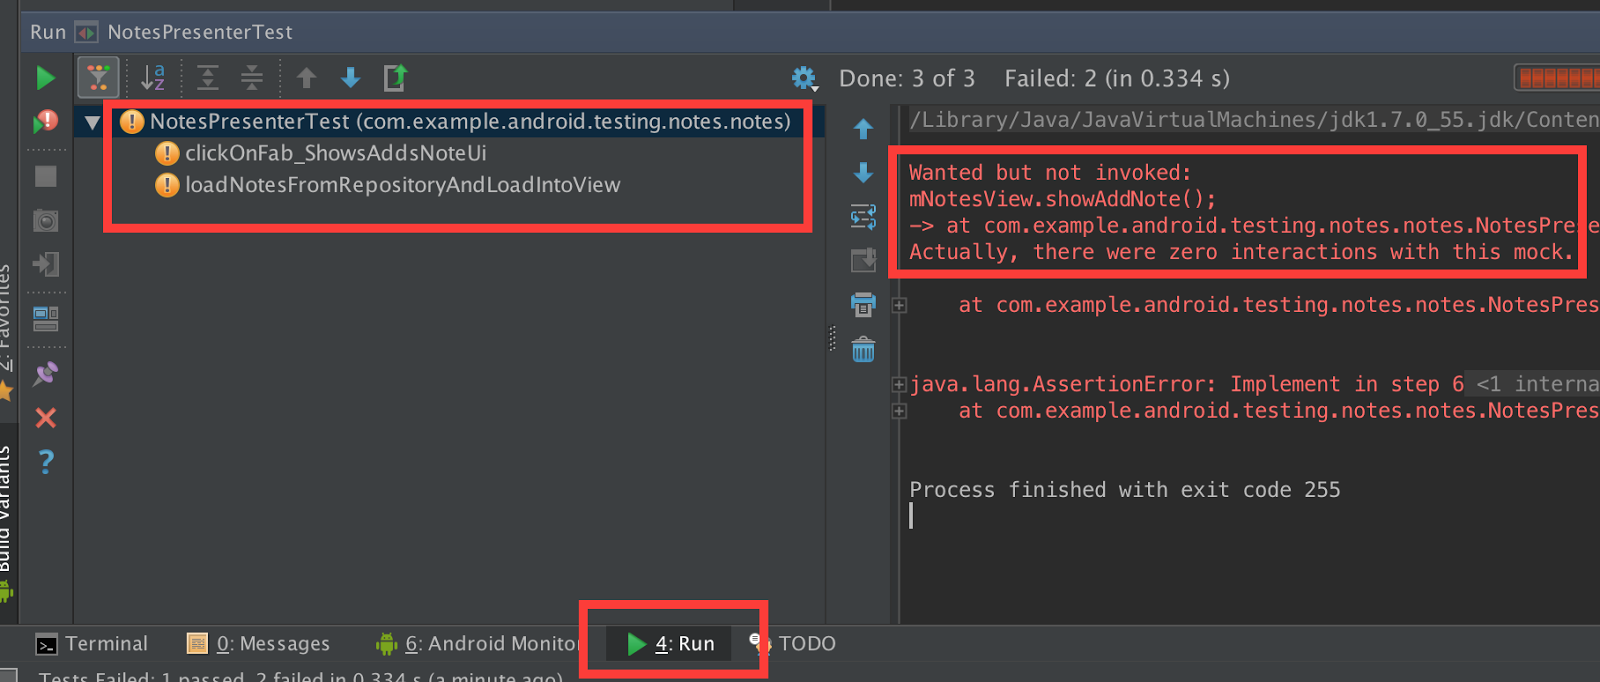 Run NotesPresenterTest
Done: 3 of 3 Failed: 2 (in 0.334 s)
NotesPresenterTest (com.example.android.testing.notes.notes)
clickOnFab_ShowsAddsNoteUi
loadNotesFromRepositoryAndLoadIntoView
/Library/Java/JavaVirtualMachines/jdk1.7.0_55.jdk/Conten
Wanted but not invoked:
mNotesView.showAddNote();
-> at com.example.android.testing.notes.notes.NotesPrese
Actually, there were zero interactions with this mock.
at com.example.android.testing.notes.notes.NotesPres
java.lang.AssertionError: Implement in step 6 <1 interna
at com.example.android.testing.notes.notes.NotesPres
Process finished with exit code 255
2: Favorites
Build Variants
Terminal 0: Messages 6: Android Monitor 4: Run TODO
Tests Failed: 1 passed, 2 failed in 0.334 s (a minute ago)